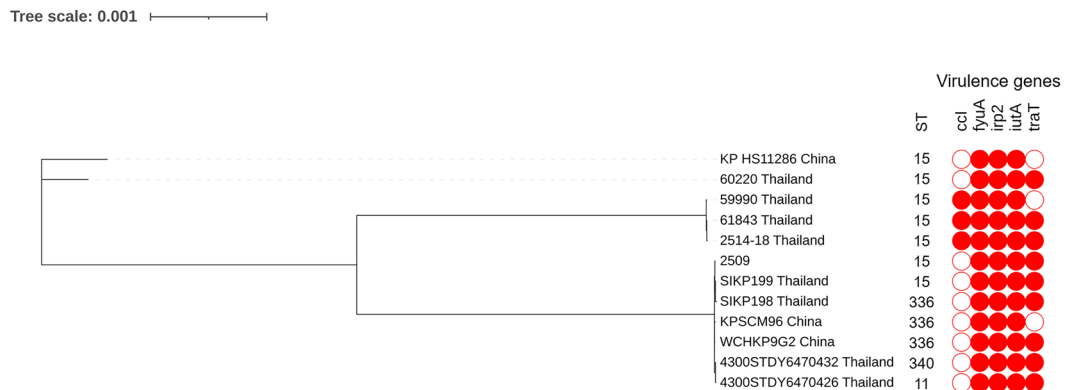 Tree scale: 0.001
Virulence genes
ST ccl fyuA irp2 iutA traT
KP HS11286 China 15
60220 Thailand 15
59990 Thailand 15
61843 Thailand 15
2514-18 Thailand 15
2509 15
SIKP199 Thailand 15
SIKP198 Thailand 336
KPSCM96 China 336
WCHKP9G2 China 336
4300STDY6470432 Thailand 340
4300STDY6470426 Thailand 11